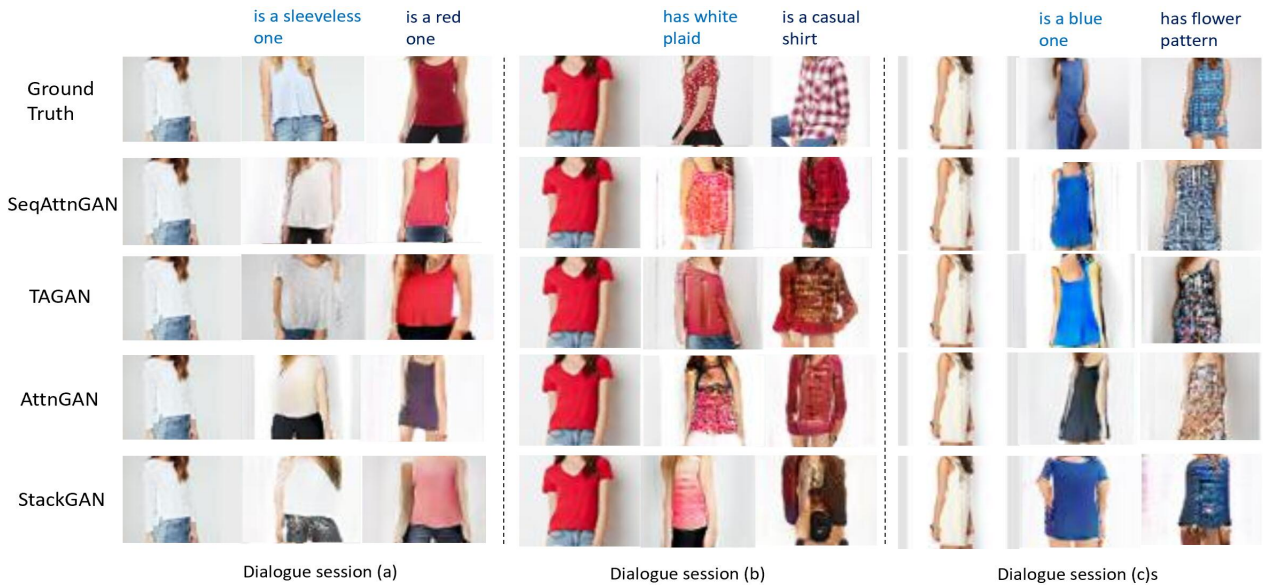 is a sleeveless
one
is a red
one
has white
plaid
is a casual
shirt
is a blue
one
has flower
pattern
Ground
Truth
SeqAttnGAN
TAGAN
AttnGAN
StackGAN
Dialogue session (a)
Dialogue session (b)
Dialogue session (c)s